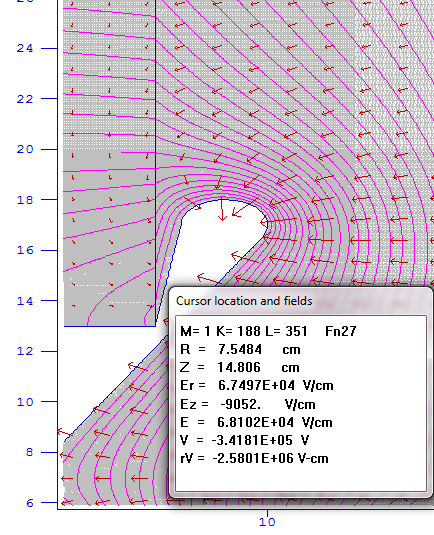 26
24
22
20
18
16
14
12
10
8
6
10
Cursor location and fields
M= 1 K= 188 L= 351 Fn27
R = 7.5484 cm
Z = 14.806 cm
Er = 6.7497E+04 V/cm
Ez = -9052. V/cm
E = 6.8102E+04 V/cm
V = -3.4181E+05 V
rV = -2.5801E+06 V-cm